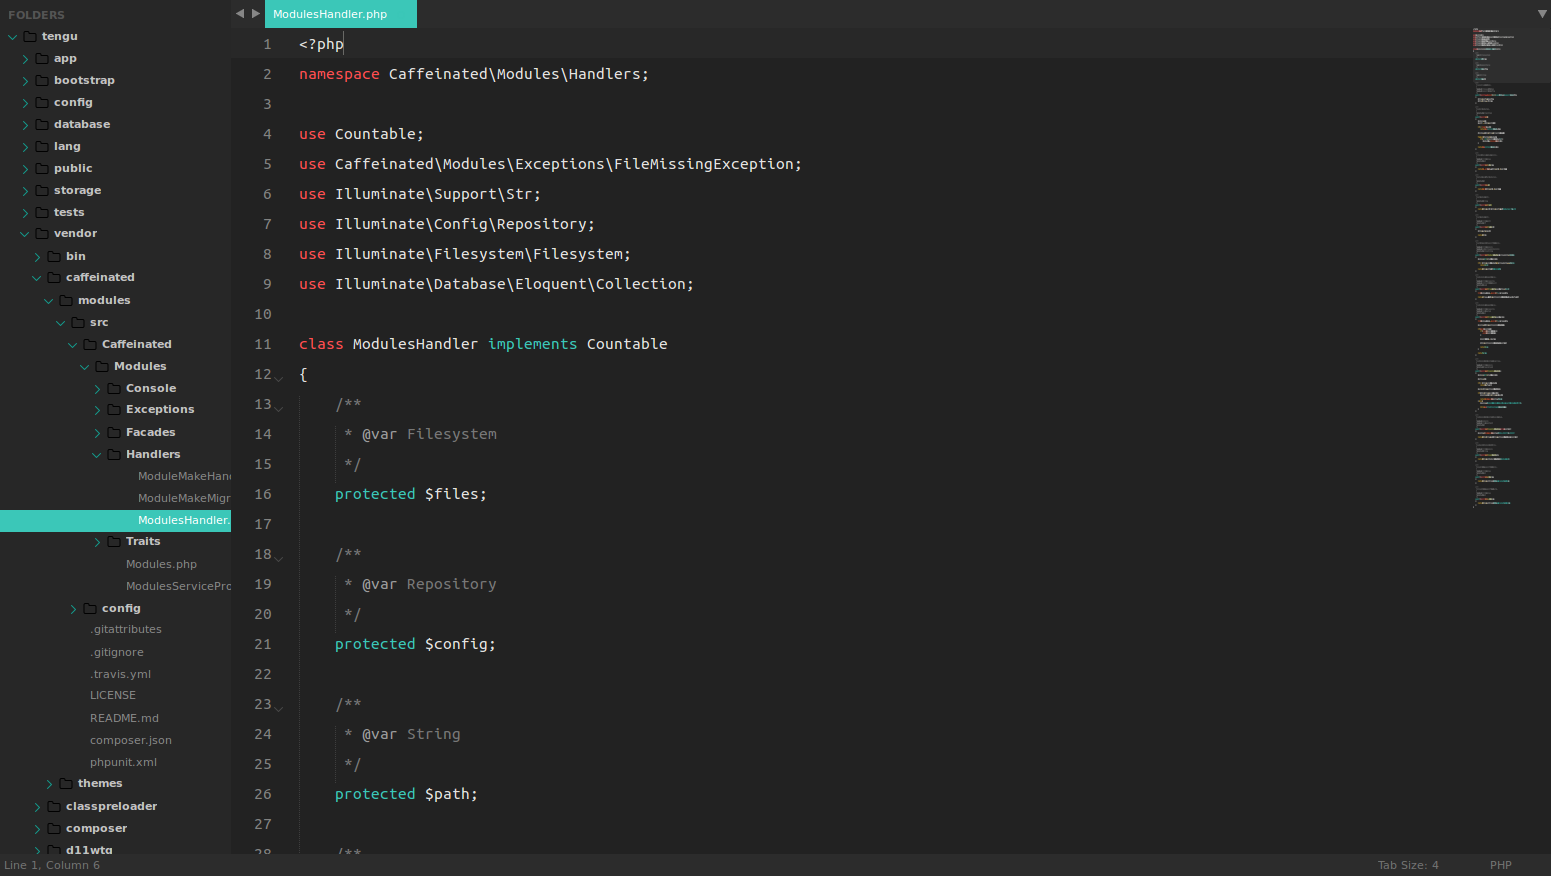 FOLDERS
tengu
app
bootstrap
config
database
lang
public
storage
tests
vendor
bin
caffeinated
modules
src
Caffeinated
Modules
Console
Exceptions
Facades
Handlers
ModuleMakeHan
ModuleMakeMigr
ModulesHandler.
Traits
Modules.php
ModulesServicePro
config
.gitattributes
.gitignore
.travis.yml
LICENSE
README.md
composer.json
phpunit.xml
themes
classpreloader
composer
d11wtq
ModulesHandler.php
1 <?php
2 namespace Caffeinated\Modules\Handlers;
3
4 use Countable;
5 use Caffeinated\Modules\Exceptions\FileMissingException;
6 use Illuminate\Support\Str;
7 use Illuminate\Config\Repository;
8 use Illuminate\Filesystem\Filesystem;
9 use Illuminate\Database\Eloquent\Collection;
10
11 class ModulesHandler implements Countable
12 {
13 /**
14 * @var Filesystem
15 */
16 protected $files;
17
18 /**
19 * @var Repository
20 */
21 protected $config;
22
23 /**
24 * @var String
25 */
26 protected $path;
27
28 /**
Line 1, Column 6
Tab Size: 4
PHP